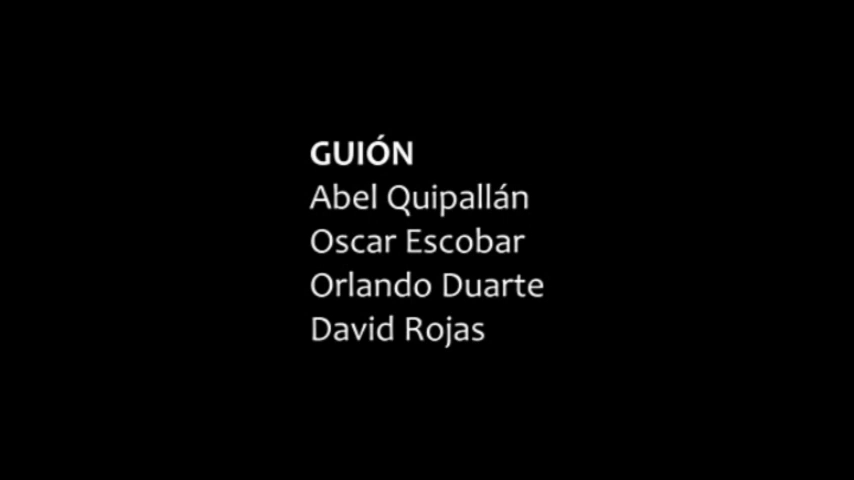 GUIÓN
Abel Quipallán
Oscar Escobar
Orlando Duarte
David Rojas